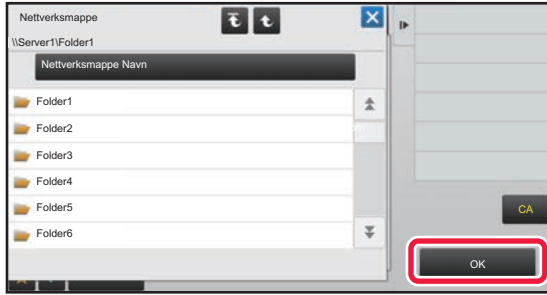 Nettverksmappe
\\Server1\Folder1
Nettverksmappe Navn
Folder1
Folder2
Folder3
Folder4
Folder5
Folder6
CA
OK